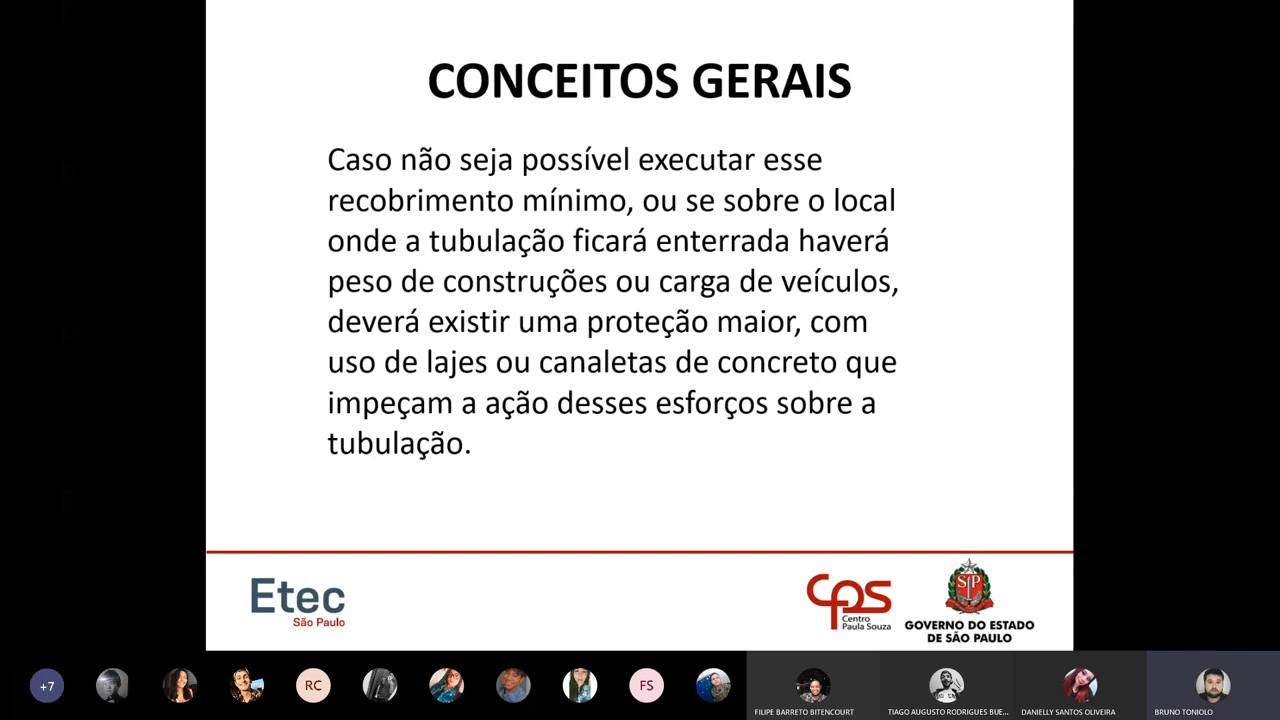 CONCEITOS GERAIS
Caso não seja possível executar esse
recobrimento mínimo, ou se sobre o local
onde a tubulação ficará enterrada haverá
peso de construções ou carga de veículos,
deverá existir uma proteção maior, com
uso de lajes ou canaletas de concreto que
impeçam a ação desses esforços sobre a
tubulação.
Etec
São Paulo
CPS
Centro
Paula Souza
SP
GOVERNO DO ESTADO
DE SÃO PAULO
+7
RC
FS
FILIPE BARRETO BITENCOURT
TIAGO AUGUSTO RODRIGUES BUE...
DANIELLY SANTOS OLIVEIRA
BRUNO TONIOLO